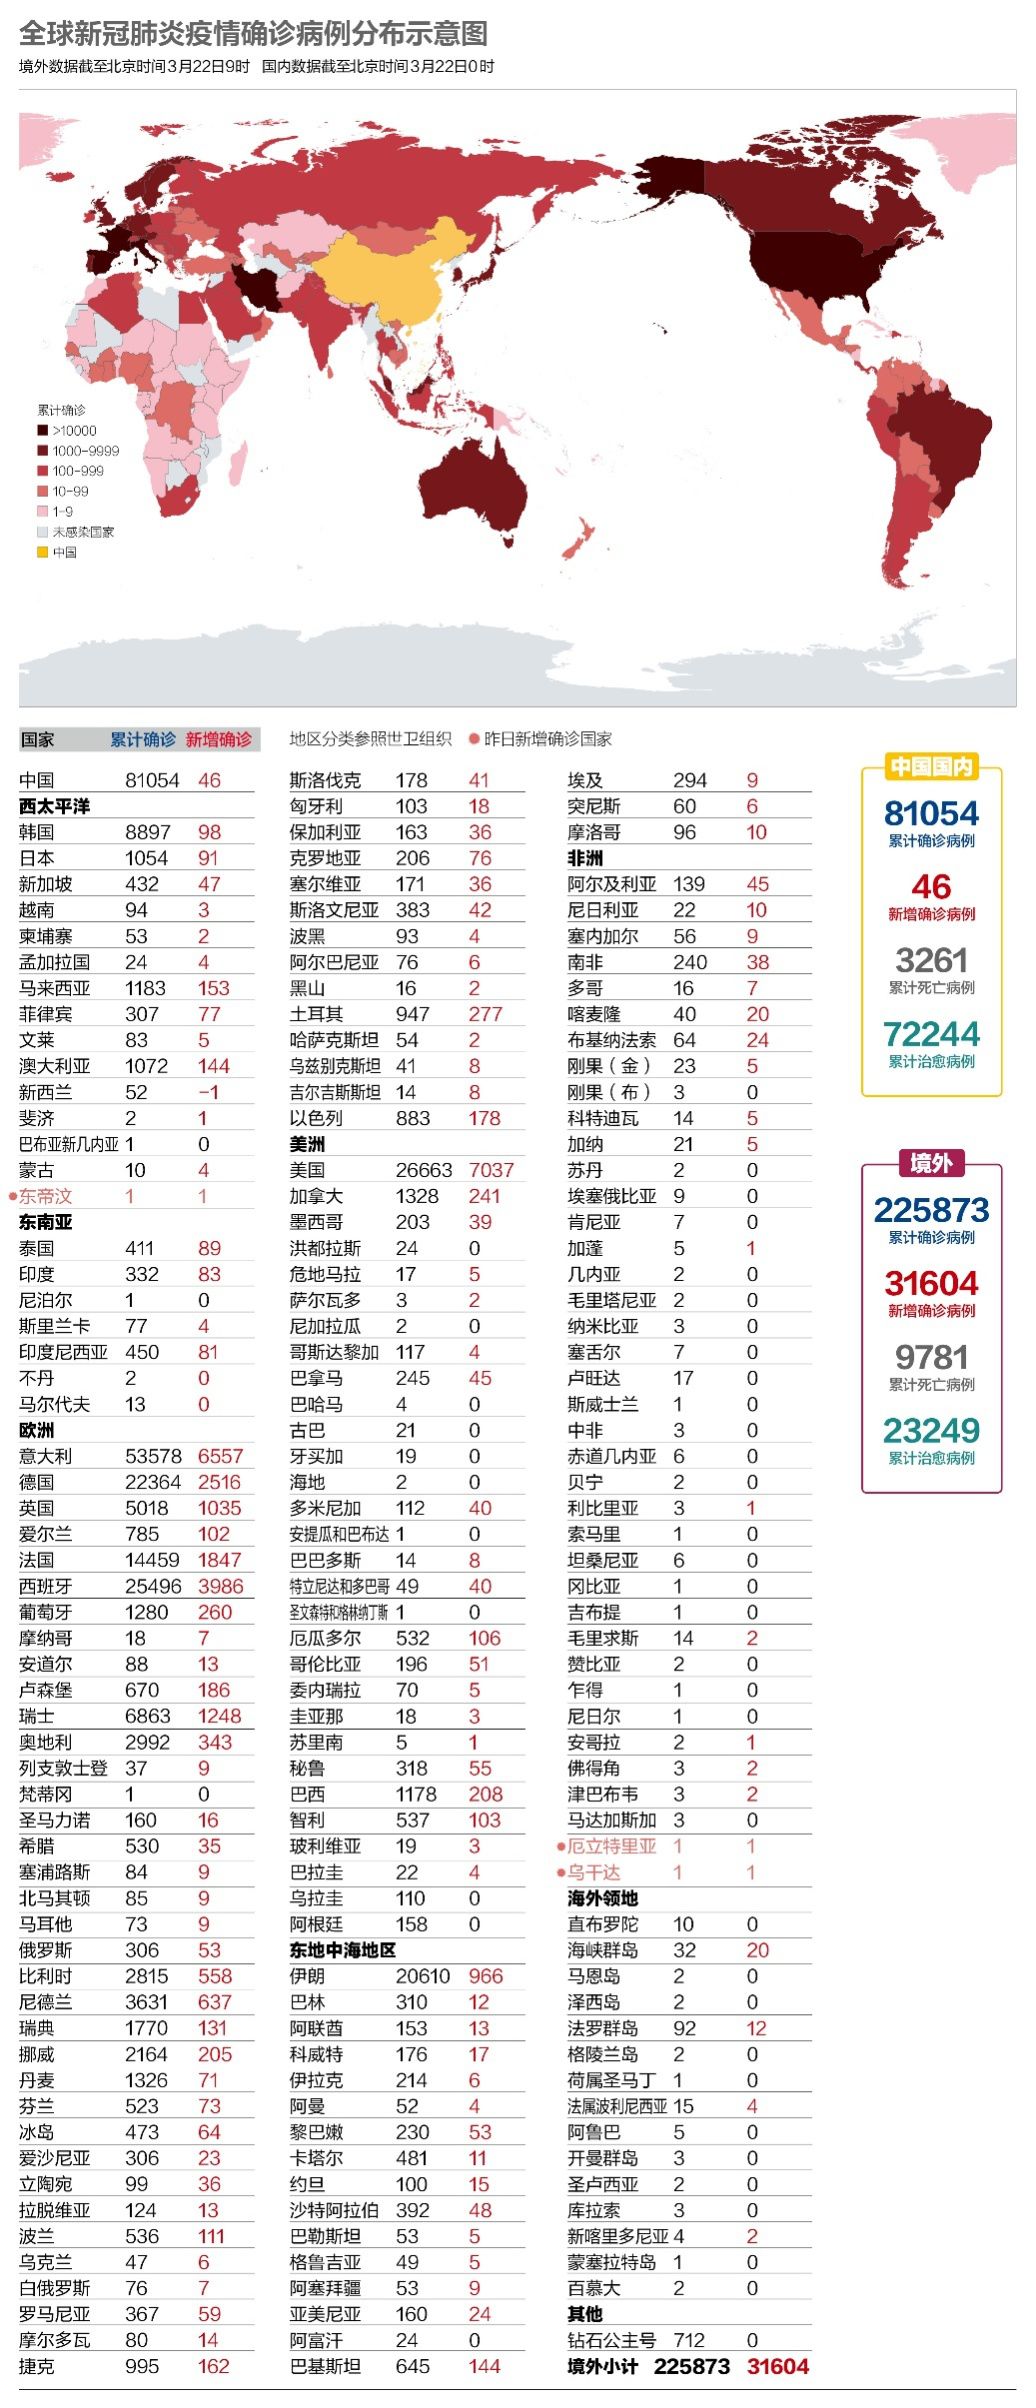 全球新冠肺炎疫情确诊病例分布示意图
境外数据截至北京时间3月22日9时 国内数据截至北京时间3月22日0时
累计确诊
>10000
1000-9999
100-999
10-99
1-9
未感染国家
中国
国家 累计确诊 新增确诊
中国 81054 46
西太平洋
韩国 8897 98
日本 1054 91
新加坡 432 47
越南 94 3
柬埔寨 53 2
孟加拉国 24 4
马来西亚 1183 153
菲律宾 307 77
文莱 83 5
澳大利亚 1072 144
新西兰 52 -1
斐济 2 1
巴布亚新几内亚 1 0
蒙古 10 4
东帝汶 1 1
东南亚
泰国 411 89
印度 332 83
尼泊尔 1 0
斯里兰卡 77 4
印度尼西亚 450 81
不丹 2 0
马尔代夫 13 0
欧洲
意大利 53578 6557
德国 22364 2516
英国 5018 1035
爱尔兰 785 102
法国 14459 1847
西班牙 25496 3986
葡萄牙 1280 260
摩纳哥 18 7
安道尔 88 13
卢森堡 670 186
瑞士 6863 1248
奥地利 2992 343
列支敦士登 37 9
梵蒂冈 1 0
圣马力诺 160 16
希腊 530 35
塞浦路斯 84 9
北马其顿 85 9
马耳他 73 9
俄罗斯 306 53
比利时 2815 558
尼德兰 3631 637
瑞典 1770 131
挪威 2164 205
丹麦 1326 71
芬兰 523 73
冰岛 473 64
爱沙尼亚 306 23
立陶宛 99 36
拉脱维亚 124 13
波兰 536 111
乌克兰 47 6
白俄罗斯 76 7
罗马尼亚 367 59
摩尔多瓦 80 14
捷克 995 162
地区分类参照世卫组织 昨日新增确诊国家
斯洛伐克 178 41
匈牙利 103 18
保加利亚 163 36
克罗地亚 206 76
塞尔维亚 171 36
斯洛文尼亚 383 42
波黑 93 4
阿尔巴尼亚 76 6
黑山 16 2
土耳其 947 277
哈萨克斯坦 54 2
乌兹别克斯坦 41 8
吉尔吉斯斯坦 14 8
以色列 883 178
美洲
美国 26663 7037
加拿大 1328 241
墨西哥 203 39
洪都拉斯 24 0
危地马拉 17 5
萨尔瓦多 3 2
尼加拉瓜 2 0
哥斯达黎加 117 4
巴拿马 245 45
巴哈马 4 0
古巴 21 0
牙买加 19 0
海地 2 0
多米尼加 112 40
安提瓜和巴布达 1 0
巴巴多斯 14 8
特立尼达和多巴哥 49 40
圣文森特和格林纳丁斯 1 0
厄瓜多尔 532 106
哥伦比亚 196 51
委内瑞拉 70 5
圭亚那 18 3
苏里南 5 1
秘鲁 318 55
巴西 1178 208
智利 537 103
玻利维亚 19 3
巴拉圭 22 4
乌拉圭 110 0
阿根廷 158 0
东地中海地区
伊朗 20610 966
巴林 310 12
阿联酋 153 13
科威特 176 17
伊拉克 214 6
阿曼 52 4
黎巴嫩 230 53
卡塔尔 481 11
约旦 100 15
沙特阿拉伯 392 48
巴勒斯坦 53 5
格鲁吉亚 49 5
阿塞拜疆 53 9
亚美尼亚 160 24
阿富汗 24 0
巴基斯坦 645 144
埃及 294 9
突尼斯 60 6
摩洛哥 96 10
非洲
阿尔及利亚 139 45
尼日利亚 22 10
塞内加尔 56 9
南非 240 38
多哥 16 7
喀麦隆 40 20
布基纳法索 64 24
刚果（金） 23 5
刚果（布） 3 0
科特迪瓦 14 5
加纳 21 5
苏丹 2 0
埃塞俄比亚 9 0
肯尼亚 7 0
加蓬 5 1
几内亚 2 0
毛里塔尼亚 2 0
纳米比亚 3 0
塞舌尔 7 0
卢旺达 17 0
斯威士兰 1 0
中非 3 0
赤道几内亚 6 0
贝宁 2 0
利比里亚 3 1
索马里 1 0
坦桑尼亚 6 0
冈比亚 1 0
吉布提 1 0
毛里求斯 14 2
赞比亚 2 0
乍得 1 0
尼日尔 1 0
安哥拉 2 1
佛得角 3 2
津巴布韦 3 2
马达加斯加 3 0
厄立特里亚 1 1
乌干达 1 1
海外领地
直布罗陀 10 0
海峡群岛 32 20
马恩岛 2 0
泽西岛 2 0
法罗群岛 92 12
格陵兰岛 2 0
荷属圣马丁 1 0
法属波利尼西亚 15 4
阿鲁巴 5 0
开曼群岛 3 0
圣卢西亚 2 0
库拉索 3 0
新喀里多尼亚 4 2
蒙塞拉特岛 1 0
百慕大 2 0
其他
钻石公主号 712 0
境外小计 225873 31604
中国国内
81054
累计确诊病例
46
新增确诊病例
3261
累计死亡病例
72244
累计治愈病例
境外
225873
累计确诊病例
31604
新增确诊病例
9781
累计死亡病例
23249
累计治愈病例